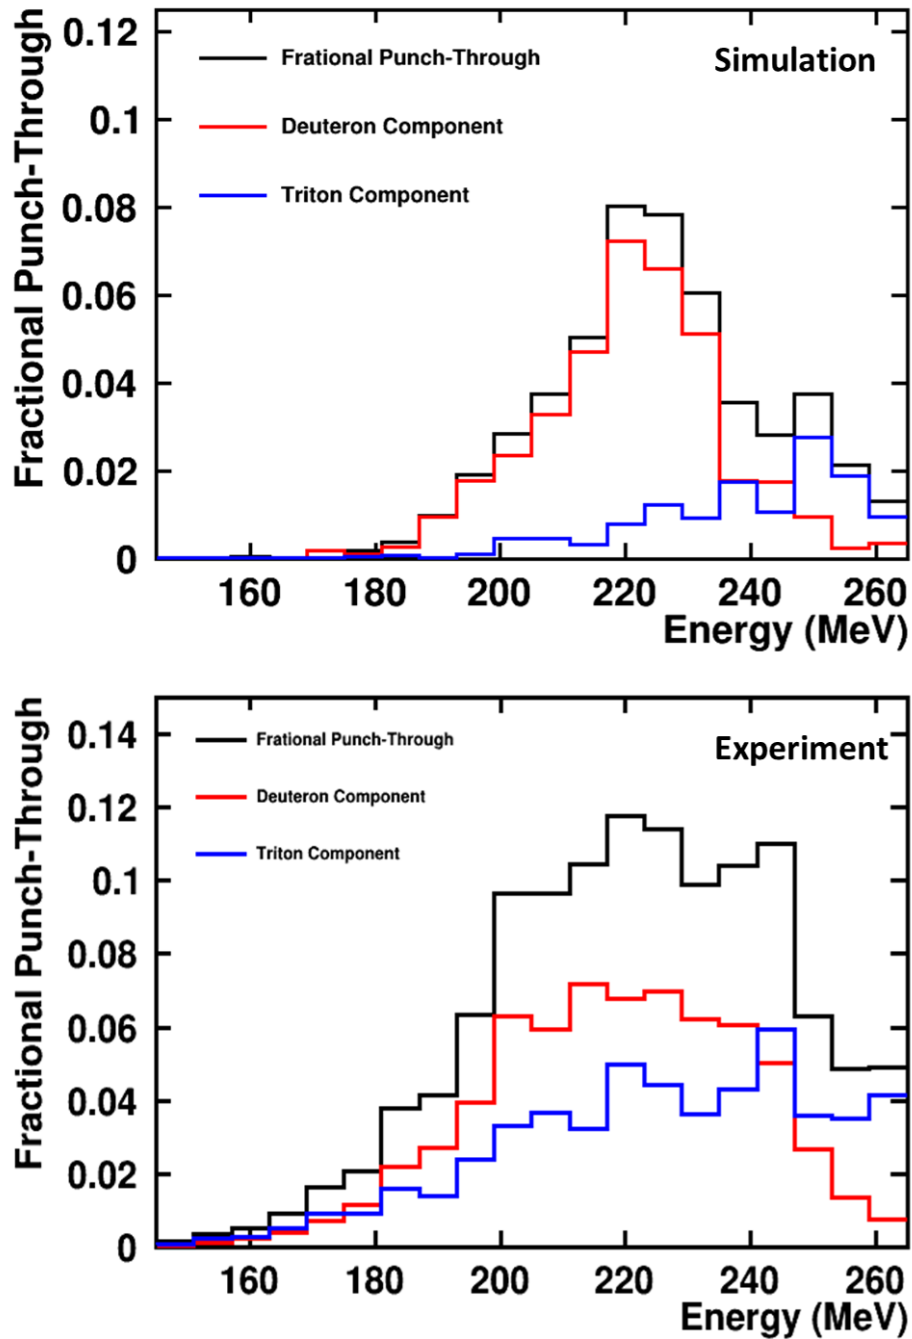 Fractional Punch-Through
0.12
0.1
0.08
0.06
0.04
0.02
0
Frational Punch-Through
Deuteron Component
Triton Component
Simulation
160 180 200 220 240 260
Energy (MeV)
Fractional Punch-Through
0.14
0.12
0.1
0.08
0.06
0.04
0.02
0
Frational Punch-Through
Deuteron Component
Triton Component
Experiment
160 180 200 220 240 260
Energy (MeV)